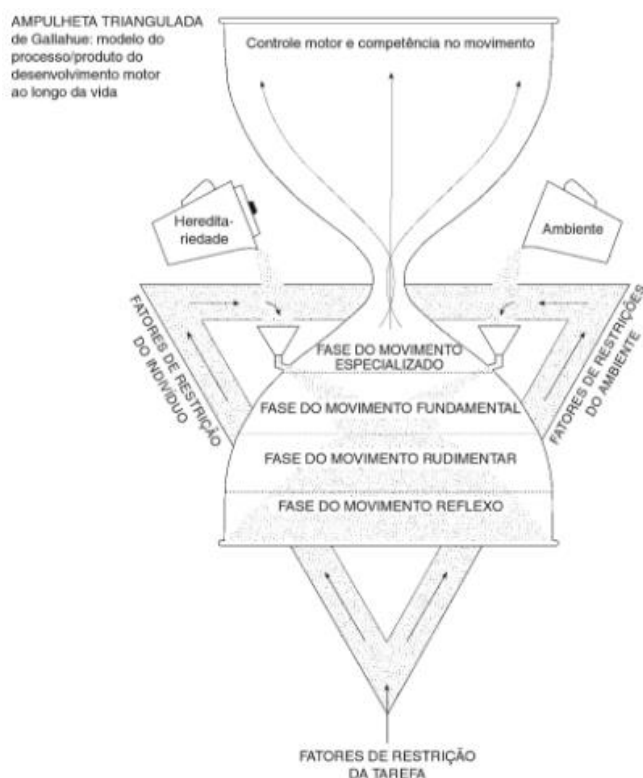 AMPULHETA TRIANGULADA
de Gallahue: modelo do
processo/produto do
desenvolvimento motor
ao longo da vida
Controle motor e competência no movimento
Heredita-
riedade
Ambiente
FATORES DE RESTRIÇÃO
DO INDIVÍDUO
FATORES DE RESTRIÇÕES
DO AMBIENTE
FASE DO MOVIMENTO
ESPECIALIZADO
FASE DO MOVIMENTO FUNDAMENTAL
FASE DO MOVIMENTO RUDIMENTAR
FASE DO MOVIMENTO REFLEXO
FATORES DE RESTRIÇÃO
DA TAREFA